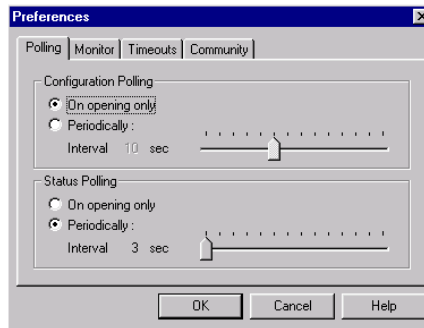 Preferences
Polling Monitor Timeouts Community
Configuration Polling
On opening only
Periodically :
Interval 10 sec
Status Polling
On opening only
Periodically :
Interval 3 sec
OK Cancel Help